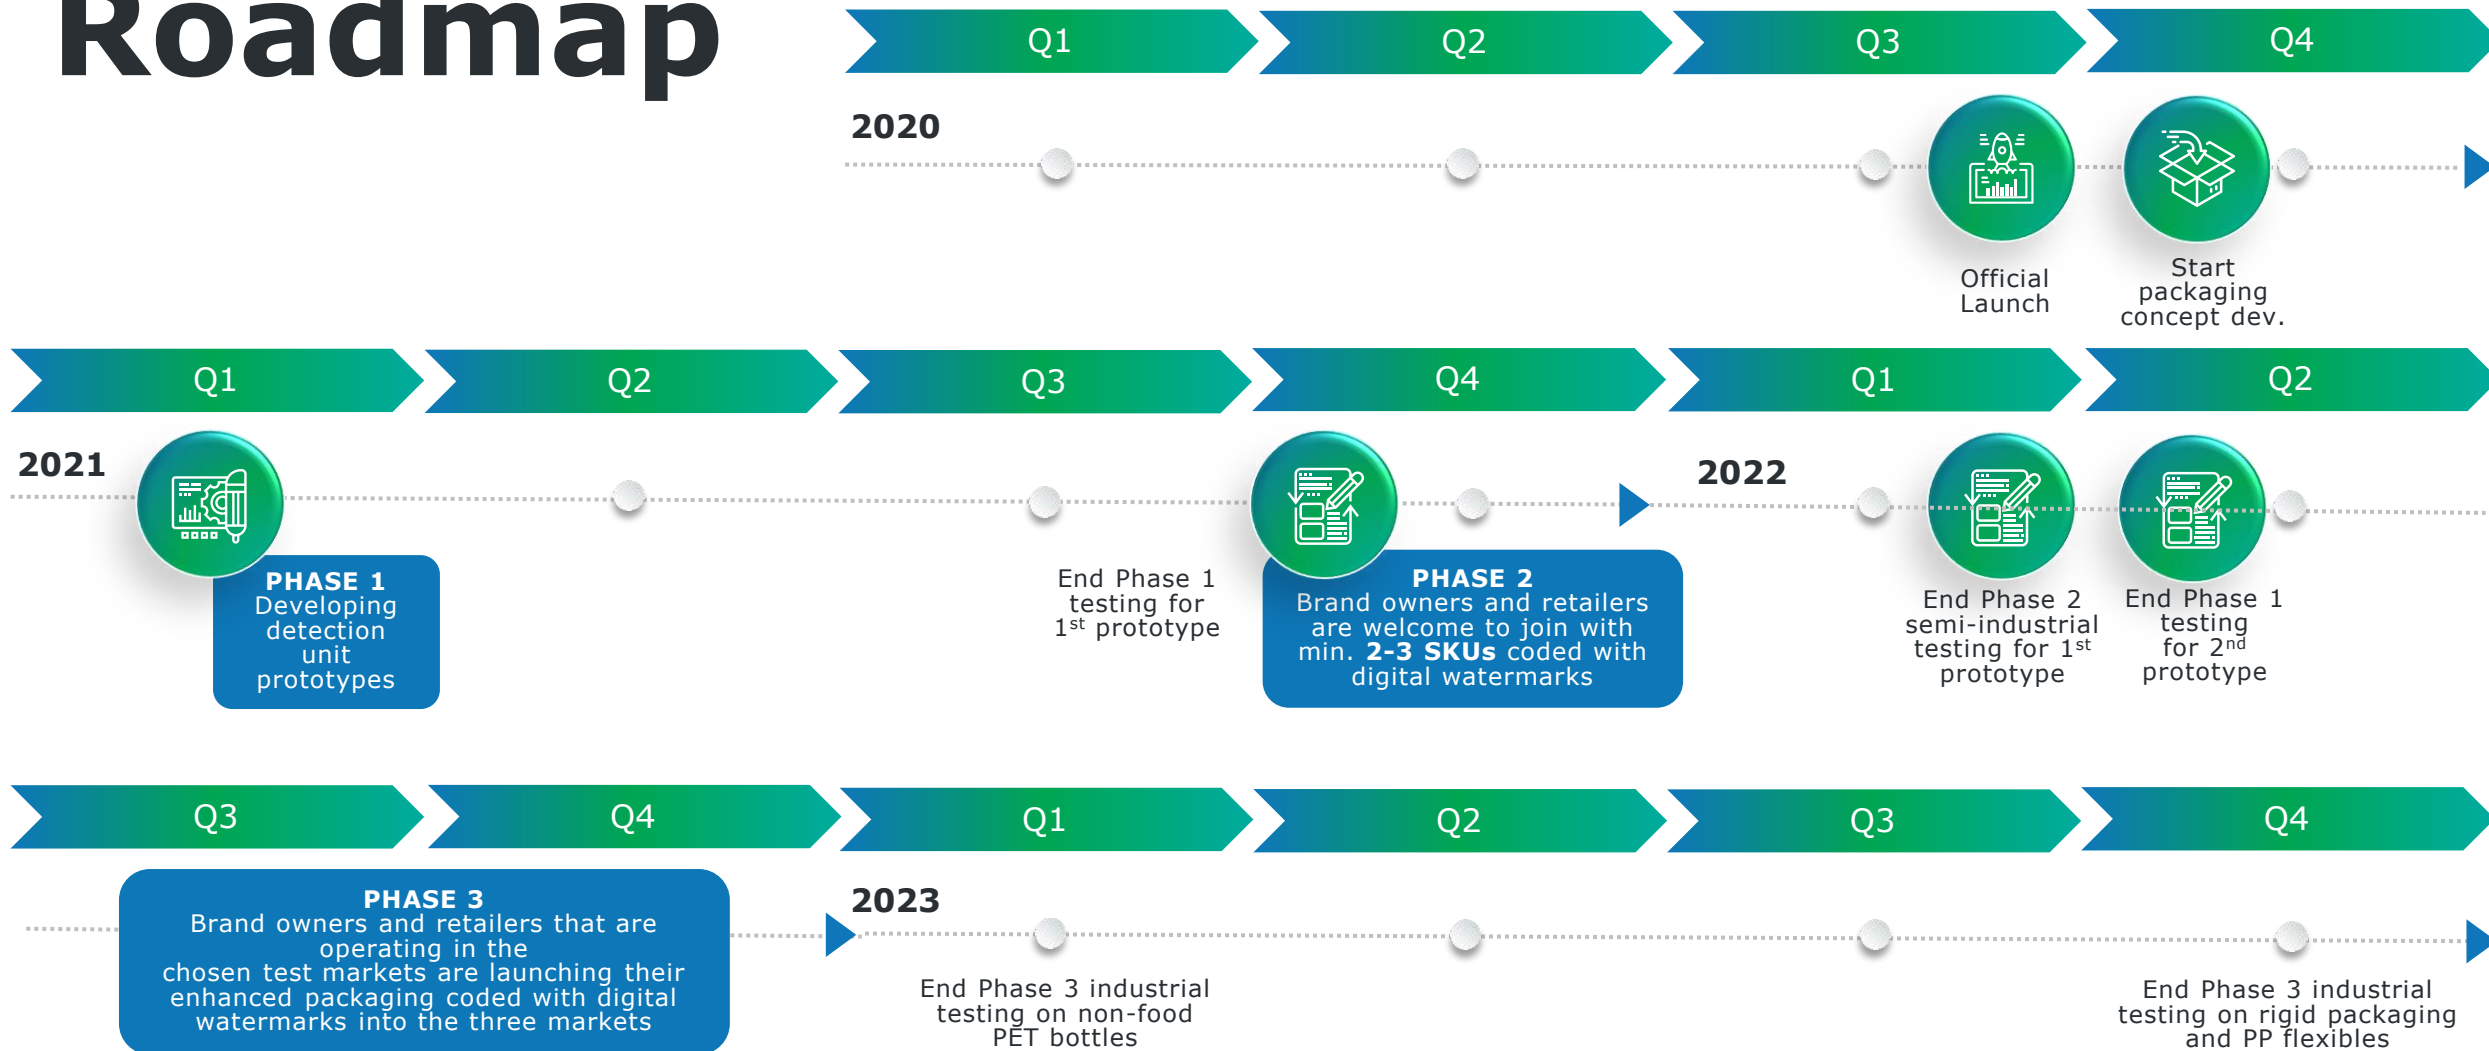 Roadmap
Q1
Q2
Q3
Q4
2020
Official
Launch
Start
packaging
concept dev.
Q1
Q2
Q3
Q4
Q1
Q2
2021
2022
PHASE 1
Developing
detection
unit
prototypes
End Phase 1
testing for
1st prototype
PHASE 2
Brand owners and retailers
are welcome to join with
min. 2-3 SKUs coded with
digital watermarks
End Phase 2
semi-industrial
testing for 1st
prototype
End Phase 1
testing
for 2nd
prototype
Q3
Q4
Q1
Q2
Q3
Q4
PHASE 3
Brand owners and retailers that are
operating in the
chosen test markets are launching their
enhanced packaging coded with digital
watermarks into the three markets
2023
End Phase 3 industrial
testing on non-food
PET bottles
End Phase 3 industrial
testing on rigid packaging
and PP flexibles